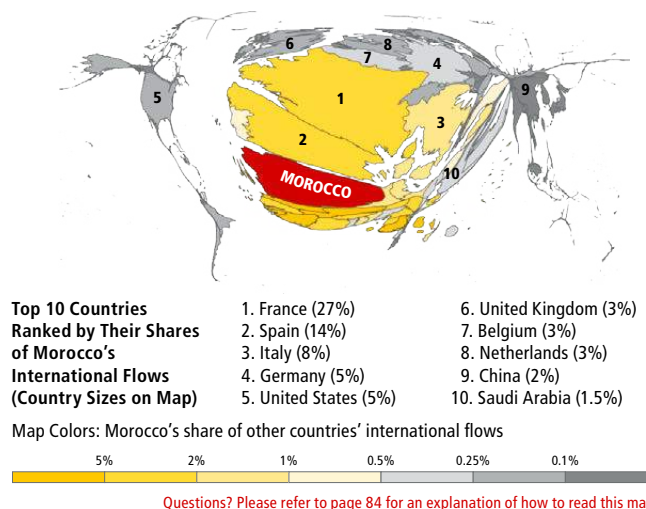 6
8
7
4
5
1
9
3
2
10
MOROCCO
Top 10 Countries
Ranked by Their Shares
of Morocco's
International Flows
(Country Sizes on Map)
1. France (27%)
2. Spain (14%)
3. Italy (8%)
4. Germany (5%)
5. United States (5%)
6. United Kingdom (3%)
7. Belgium (3%)
8. Netherlands (3%)
9. China (2%)
10. Saudi Arabia (1.5%)
Map Colors: Morocco's share of other countries' international flows
5% 2% 1% 0.5% 0.25% 0.1%
Questions? Please refer to page 84 for an explanation of how to read this ma